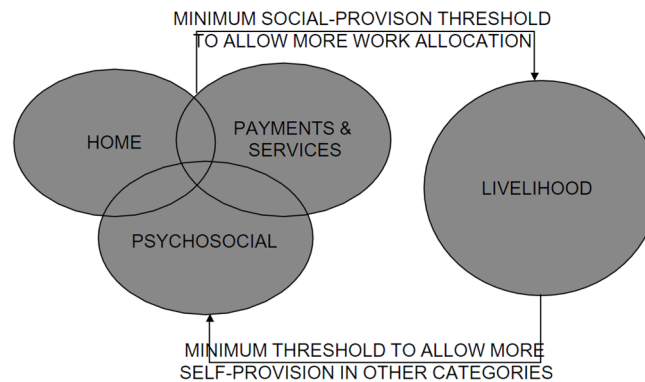 MINIMUM SOCIAL-PROVISON THRESHOLD
TO ALLOW MORE WORK ALLOCATION
HOME
PAYMENTS &
SERVICES
LIVELIHOOD
PSYCHOSOCIAL
MINIMUM THRESHOLD TO ALLOW MORE
SELF-PROVISION IN OTHER CATEGORIES